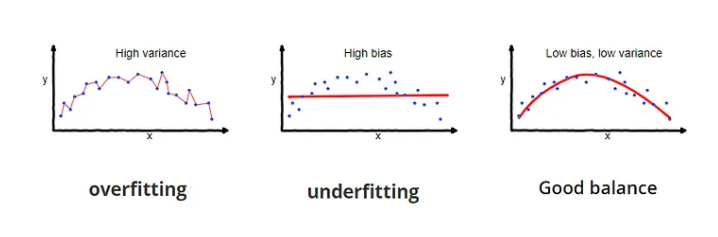 High variance
y
x
overfitting
High bias
y
x
underfitting
Low bias, low variance
y
x
Good balance